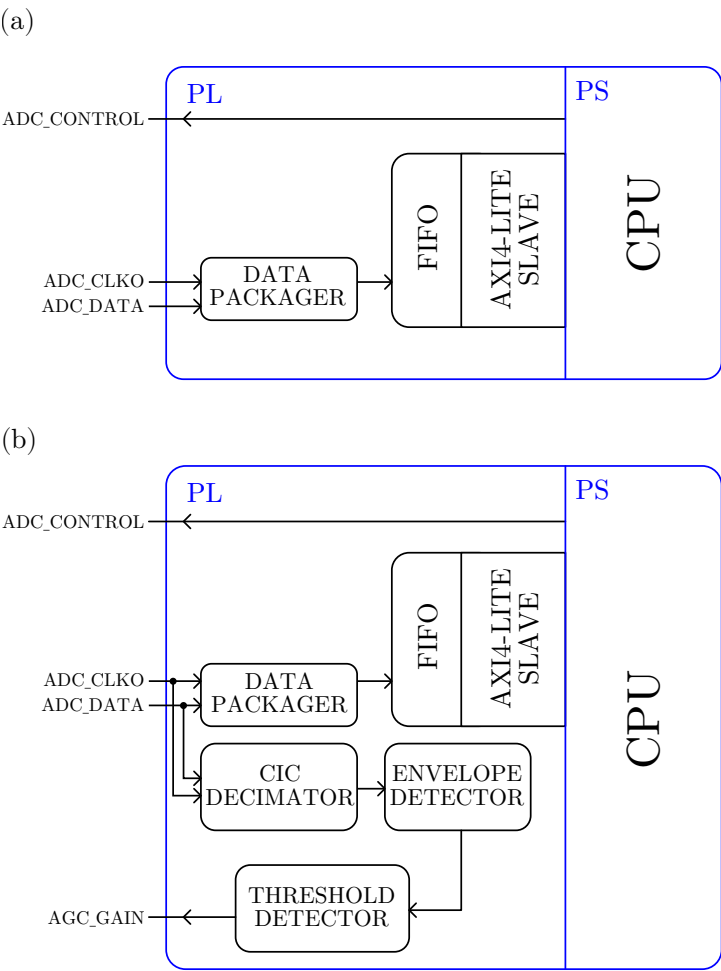 (a)
PL
PS
ADC_CONTROL
CPU
FIFO
AXI4-LITE
SLAVE
ADC_CLKO
ADC_DATA
DATA
PACKAGER
(b)
PL
PS
ADC_CONTROL
CPU
FIFO
AXI4-LITE
SLAVE
ADC_CLKO
ADC_DATA
DATA
PACKAGER
CIC
DECIMATOR
ENVELOPE
DETECTOR
THRESHOLD
DETECTOR
AGC_GAIN